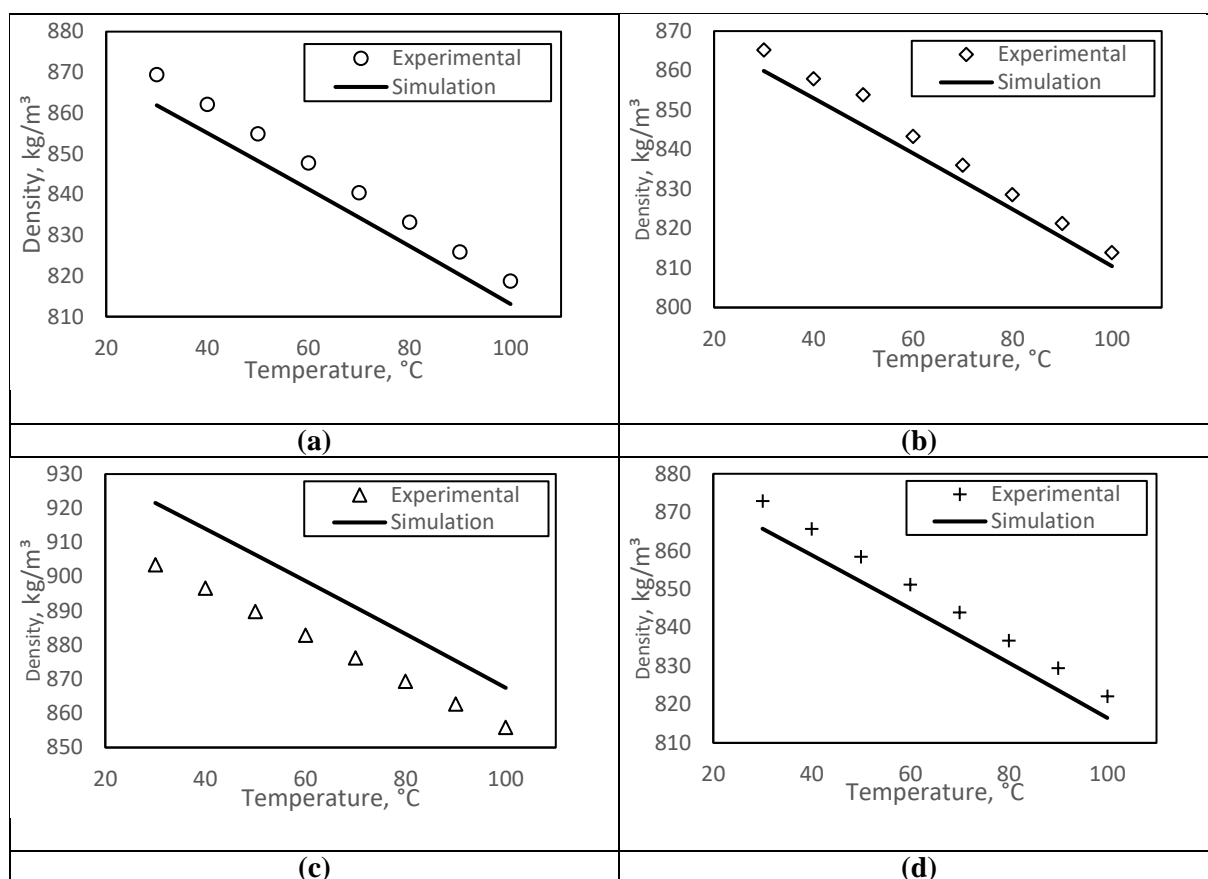 880
870
860
850
840
830
820
810
Density, kg/m³
Experimental
Simulation
20 40 60 80 100
Temperature, °C
(a)
870
860
850
840
830
820
810
800
Density, kg/m³
Experimental
Simulation
20 40 60 80 100
Temperature, °C
(b)
930
920
910
900
890
880
870
860
850
Density, kg/m³
Experimental
Simulation
20 40 60 80 100
Temperature, °C
(c)
880
870
860
850
840
830
820
810
Density, kg/m³
Experimental
Simulation
20 40 60 80 100
Temperature, °C
(d)